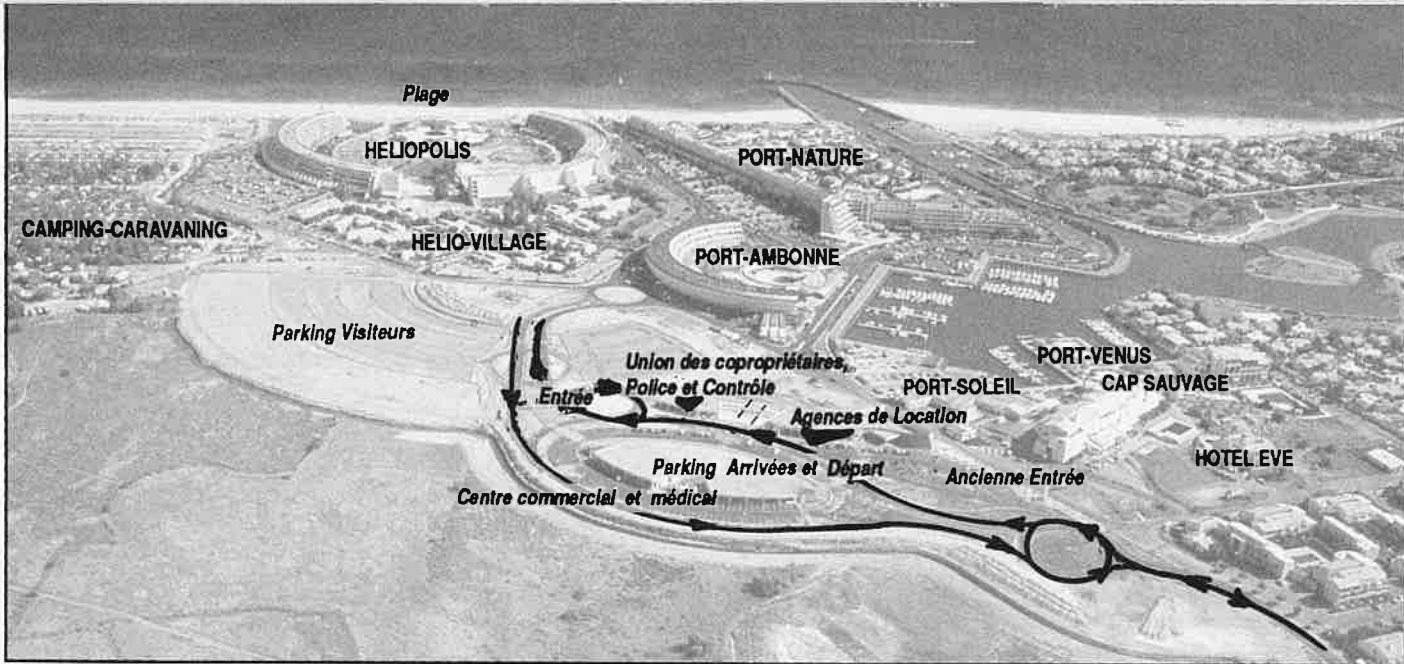 Plage
HELIOPOLIS
PORT-NATURE
CAMPING-CARAVANING
HELIO-VILLAGE
PORT-AMBONNE
Parking Visiteurs
Union des copropriétaires,
Police et Contrôle
Entrée
PORT-VENUS
PORT-SOLEIL
CAP SAUVAGE
Agences de Location
HOTEL EVE
Parking Arrivées et Départ
Ancienne Entrée
Centre commercial et médical